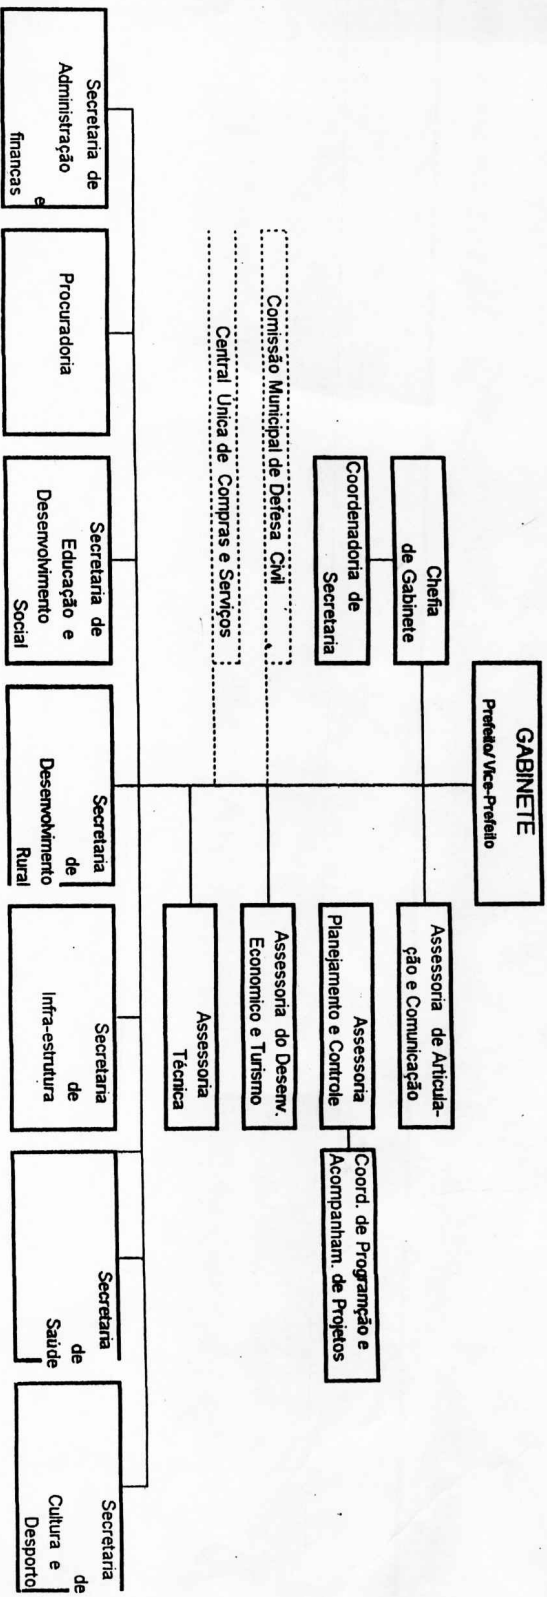 GABINETE
Prefeito/Vice-Prefeito
Chefia
de Gabinete
Assessoria de Articula-
ção e Comunicação
Coordenadoria de
Secretaria
Assessoria
Planejamento e Controle
Coord. de Programção e
Acompanham. de Projetos
Comissão Municipal de Defesa Civil
Assessoria do Desenv.
Economico e Turismo
Central Unica de Compras e Serviços
Assessoria
Técnica
Secretaria de
Administração e
financas
Procuradoria
Secretaria de
Educação e
Desenvolvimento
Social
Secretaria
de
Desenvolvimento
Rural
Secretaria
de
Infra-estrutura
Secretaria
de
Saúde
Secretaria
de
Cultura e
Desporto